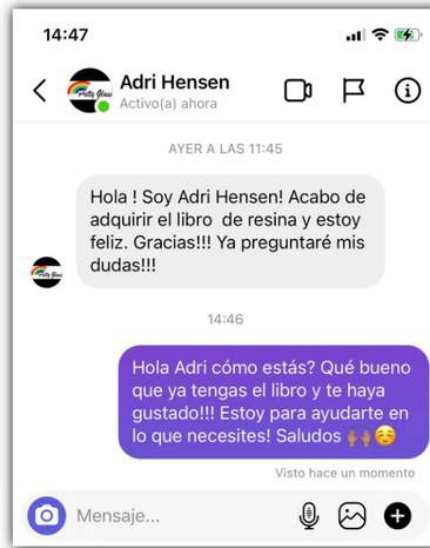 14:47
Adri Hensen
Activo(a) ahora
AYER A LAS 11:45
Hola ! Soy Adri Hensen! Acabo de
adquirir el libro de resina y estoy
feliz. Gracias!!! Ya preguntaré mis
dudas!!!
14:46
Hola Adri cómo estás? Qué bueno
que ya tengas el libro y te haya
gustado!!! Estoy para ayudarte en
lo que necesites! Saludos 🙌🏽☺️
Visto hace un momento
Mensaje...